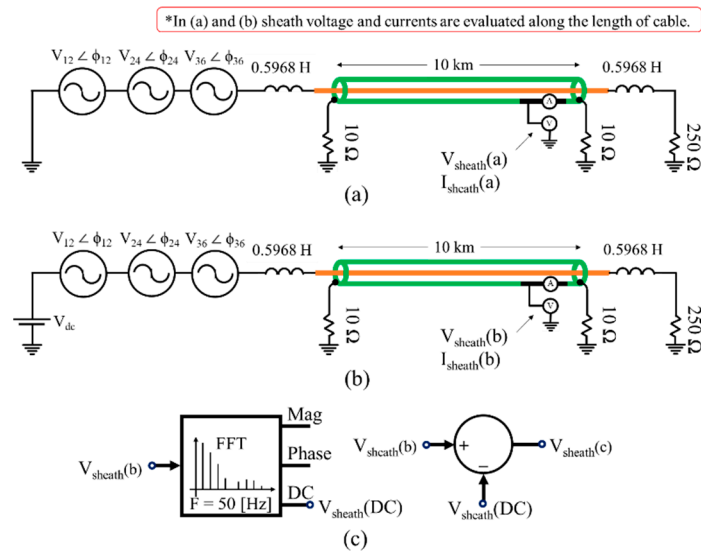 *In (a) and (b) sheath voltage and currents are evaluated along the length of cable.
V12 ∠ ϕ12 V24 ∠ ϕ24 V36 ∠ ϕ36
0.5968 H
10 km
0.5968 H
A
V
10 Ω
10 Ω
250 Ω
Vsheath(a)
Isheath(a)
(a)
V12 ∠ ϕ12 V24 ∠ ϕ24 V36 ∠ ϕ36
0.5968 H
10 km
0.5968 H
A
V
Vdc
10 Ω
10 Ω
250 Ω
Vsheath(b)
Isheath(b)
(b)
Vsheath(b)
FFT
F = 50 [Hz]
Mag
Phase
DC
Vsheath(DC)
Vsheath(b)
+
−
Vsheath(c)
Vsheath(DC)
(c)